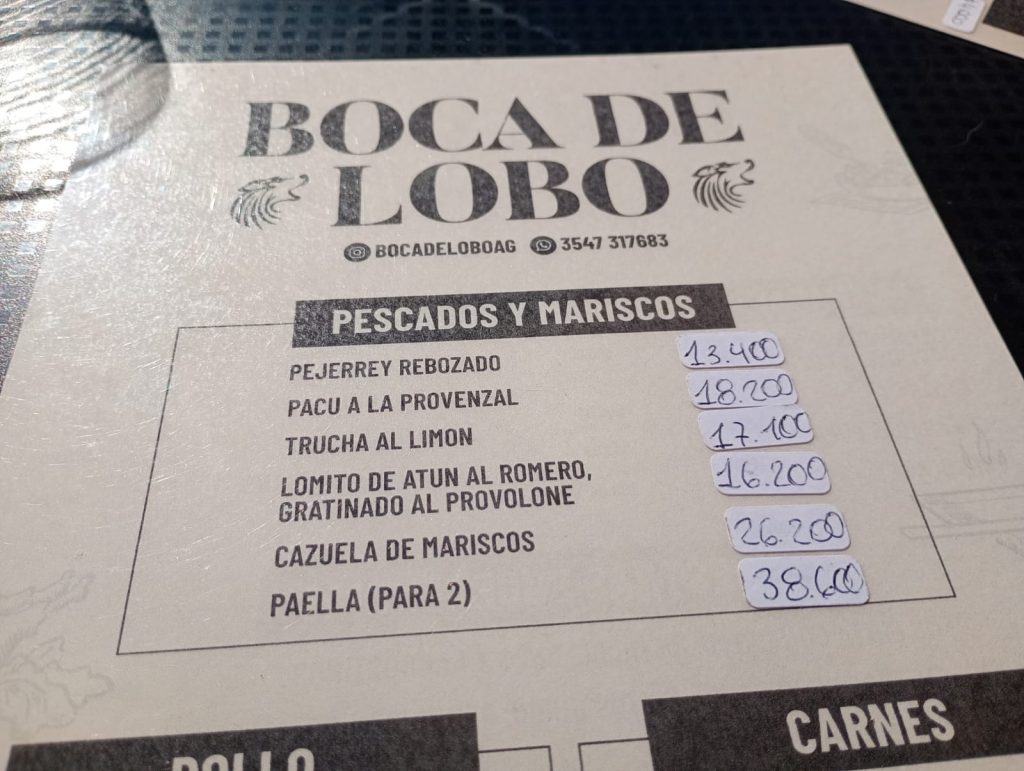 BOCA DE
LOBO
BOCADELOBOAG 3547 317683
PESCADOS Y MARISCOS
PEJERREY REBOZADO 13.400
PACU A LA PROVENZAL 18.200
TRUCHA AL LIMON 17.100
LOMITO DE ATUN AL ROMERO,
GRATINADO AL PROVOLONE 16.200
CAZUELA DE MARISCOS 26.200
PAELLA (PARA 2) 38.600
POLLO
CARNES